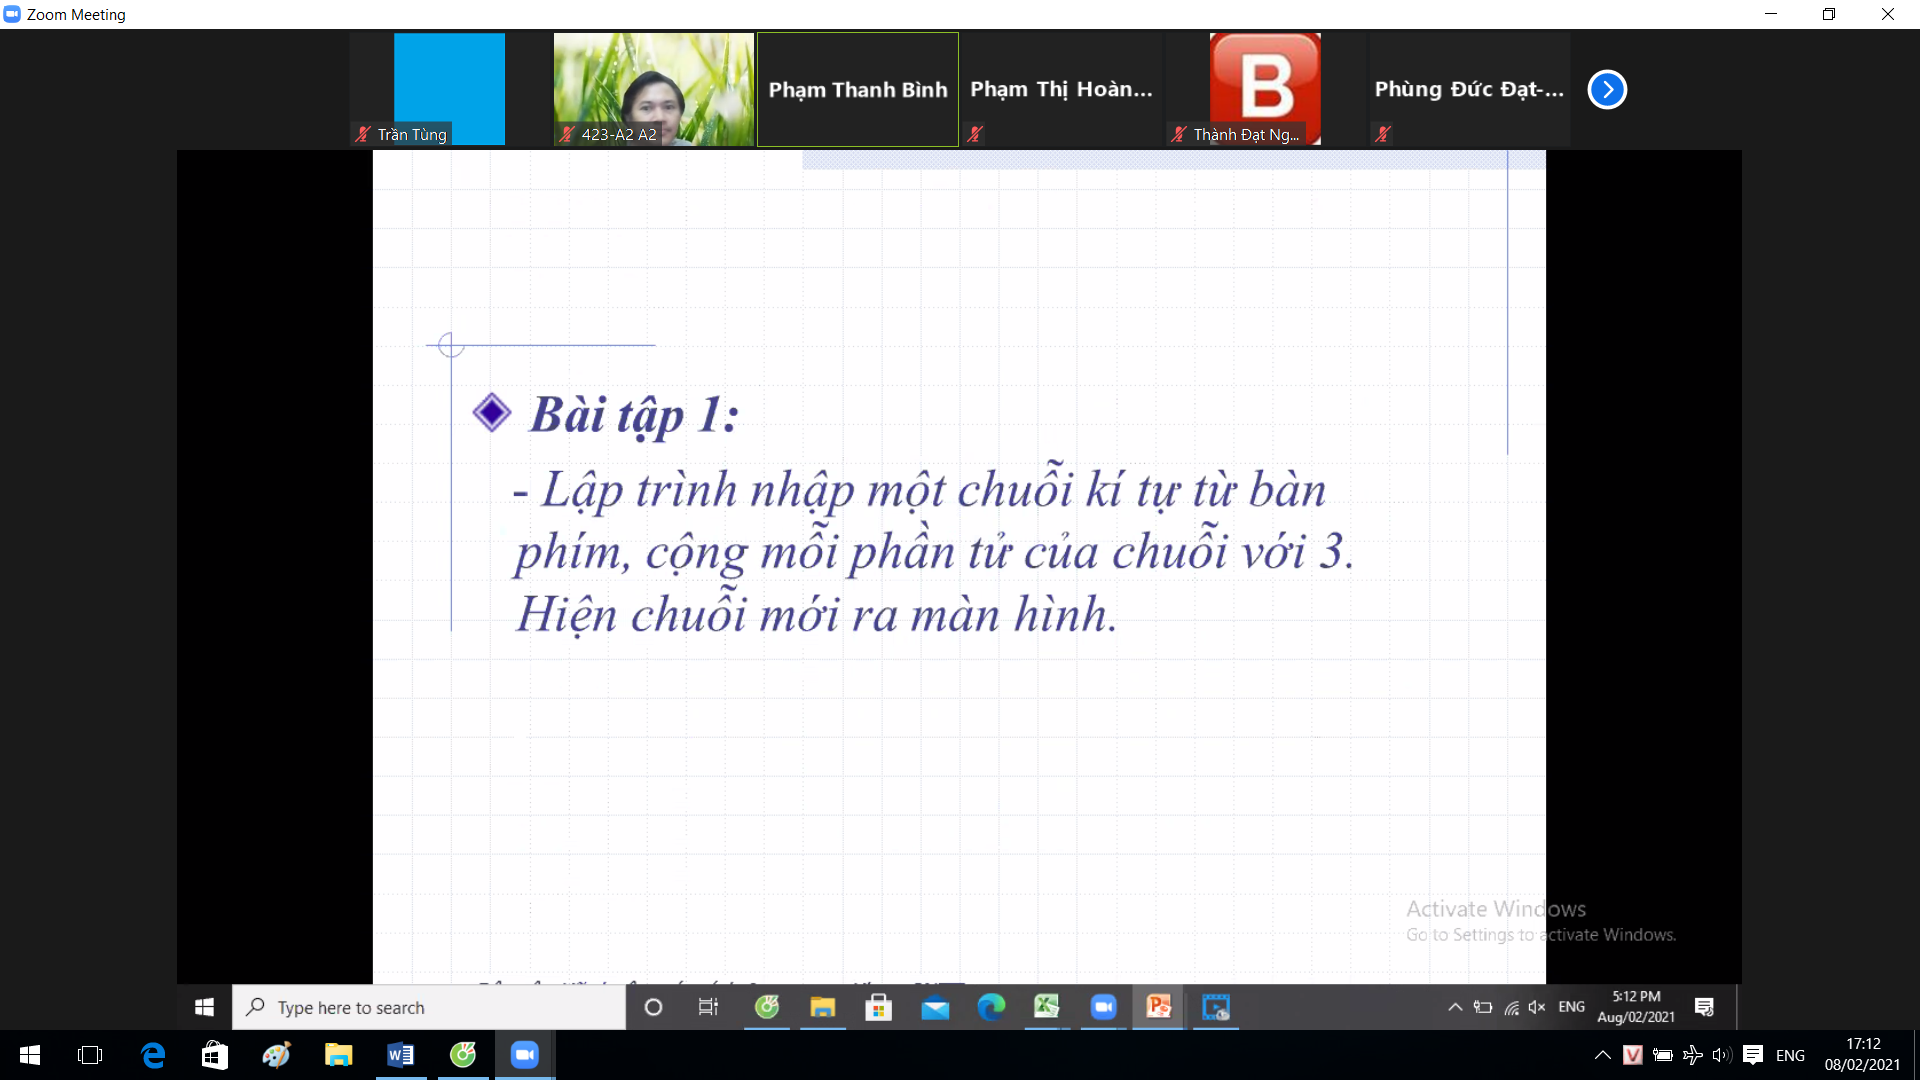 Zoom Meeting
Trần Tùng
423-A2 A2
Phạm Thanh Bình
Phạm Thị Hoàn...
B
Thành Đạt Ng...
Phùng Đức Đạt-...
Bài tập 1:
- Lập trình nhập một chuỗi kí tự từ bàn
phím, cộng mỗi phần tử của chuỗi với 3.
Hiện chuỗi mới ra màn hình.
Activate Windows
Go to Settings to activate Windows.
Type here to search
ENG
5:12 PM
Aug/02/2021
ENG
17:12
08/02/2021